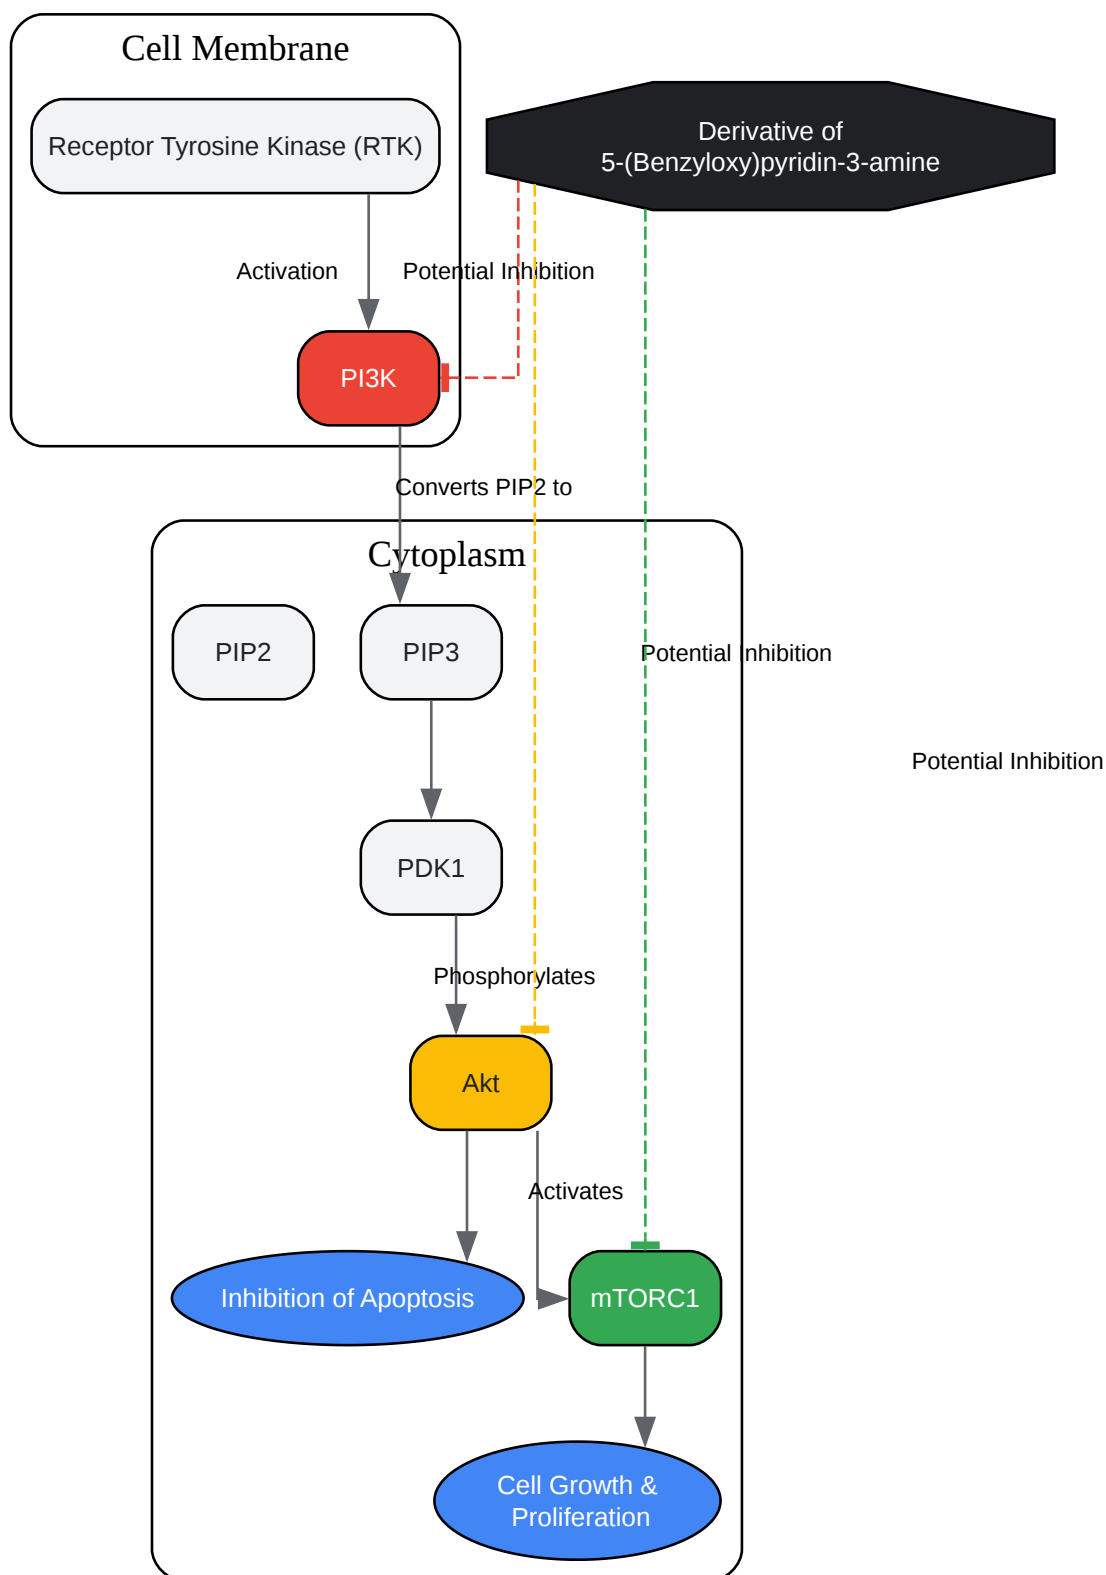 Cell Membrane
Receptor Tyrosine Kinase (RTK)
Derivative of
5-(Benzyloxy)pyridin-3-amine
Activation
Potential Inhibition
PI3K
Converts PIP2 to
Cytoplasm
PIP2
PIP3
Potential Inhibition
Potential Inhibition
PDK1
Phosphorylates
Akt
Activates
Inhibition of Apoptosis
mTORC1
Cell Growth &
Proliferation